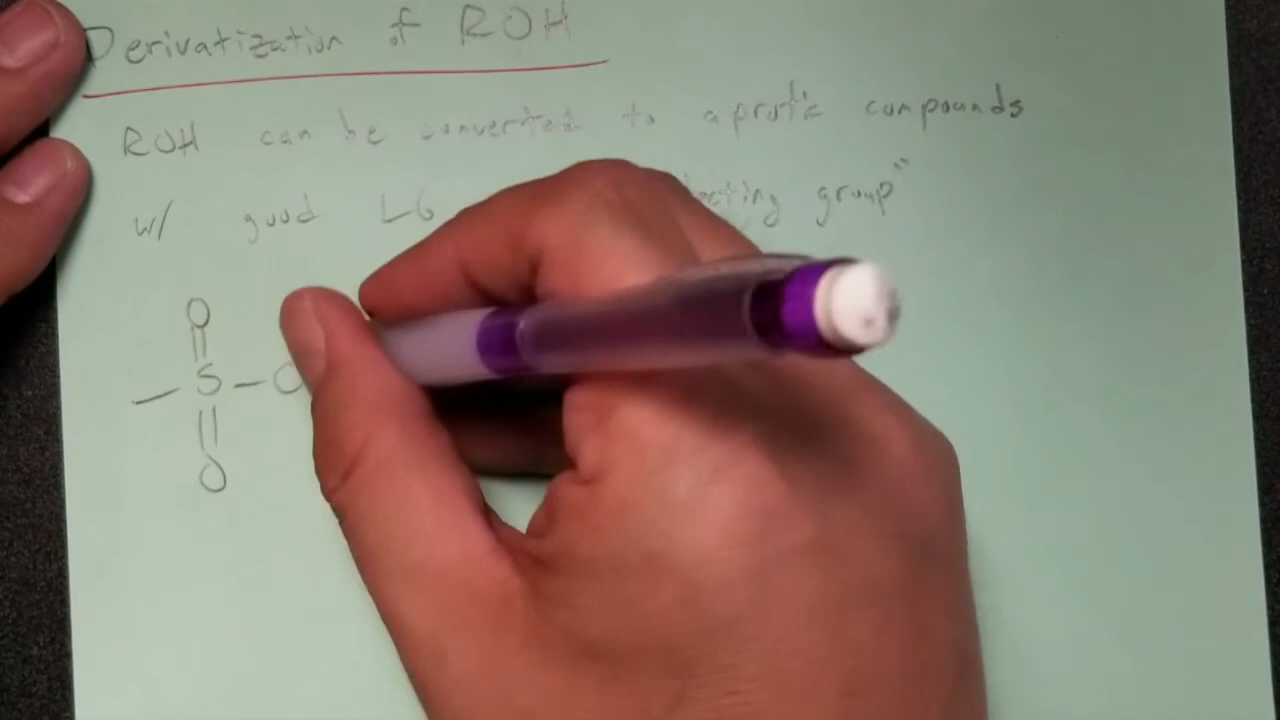 Derivatization of ROH
ROH can be converted to aprotic compounds
w/ good LG group"
O
S
O